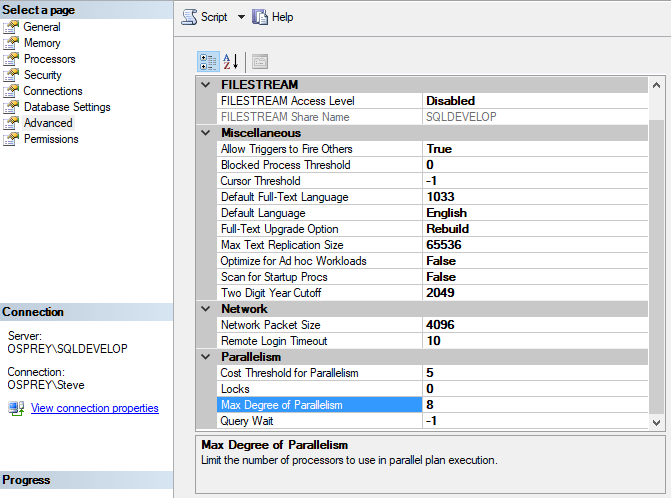 Select a page
General
Memory
Processors
Security
Connections
Database Settings
Advanced
Permissions
Connection
Server:
OSPREY\SQLDEVELOP
Connection:
OSPREY\Steve
View connection properties
Progress
Script Help
FILESTREAM
FILESTREAM Access Level Disabled
FILESTREAM Share Name SQLDEVELOP
Miscellaneous
Allow Triggers to Fire Others True
Blocked Process Threshold 0
Cursor Threshold -1
Default Full-Text Language 1033
Default Language English
Full-Text Upgrade Option Rebuild
Max Text Replication Size 65536
Optimize for Ad hoc Workloads False
Scan for Startup Procs False
Two Digit Year Cutoff 2049
Network
Network Packet Size 4096
Remote Login Timeout 10
Parallelism
Cost Threshold for Parallelism 5
Locks 0
Max Degree of Parallelism 8
Query Wait -1
Max Degree of Parallelism
Limit the number of processors to use in parallel plan execution.